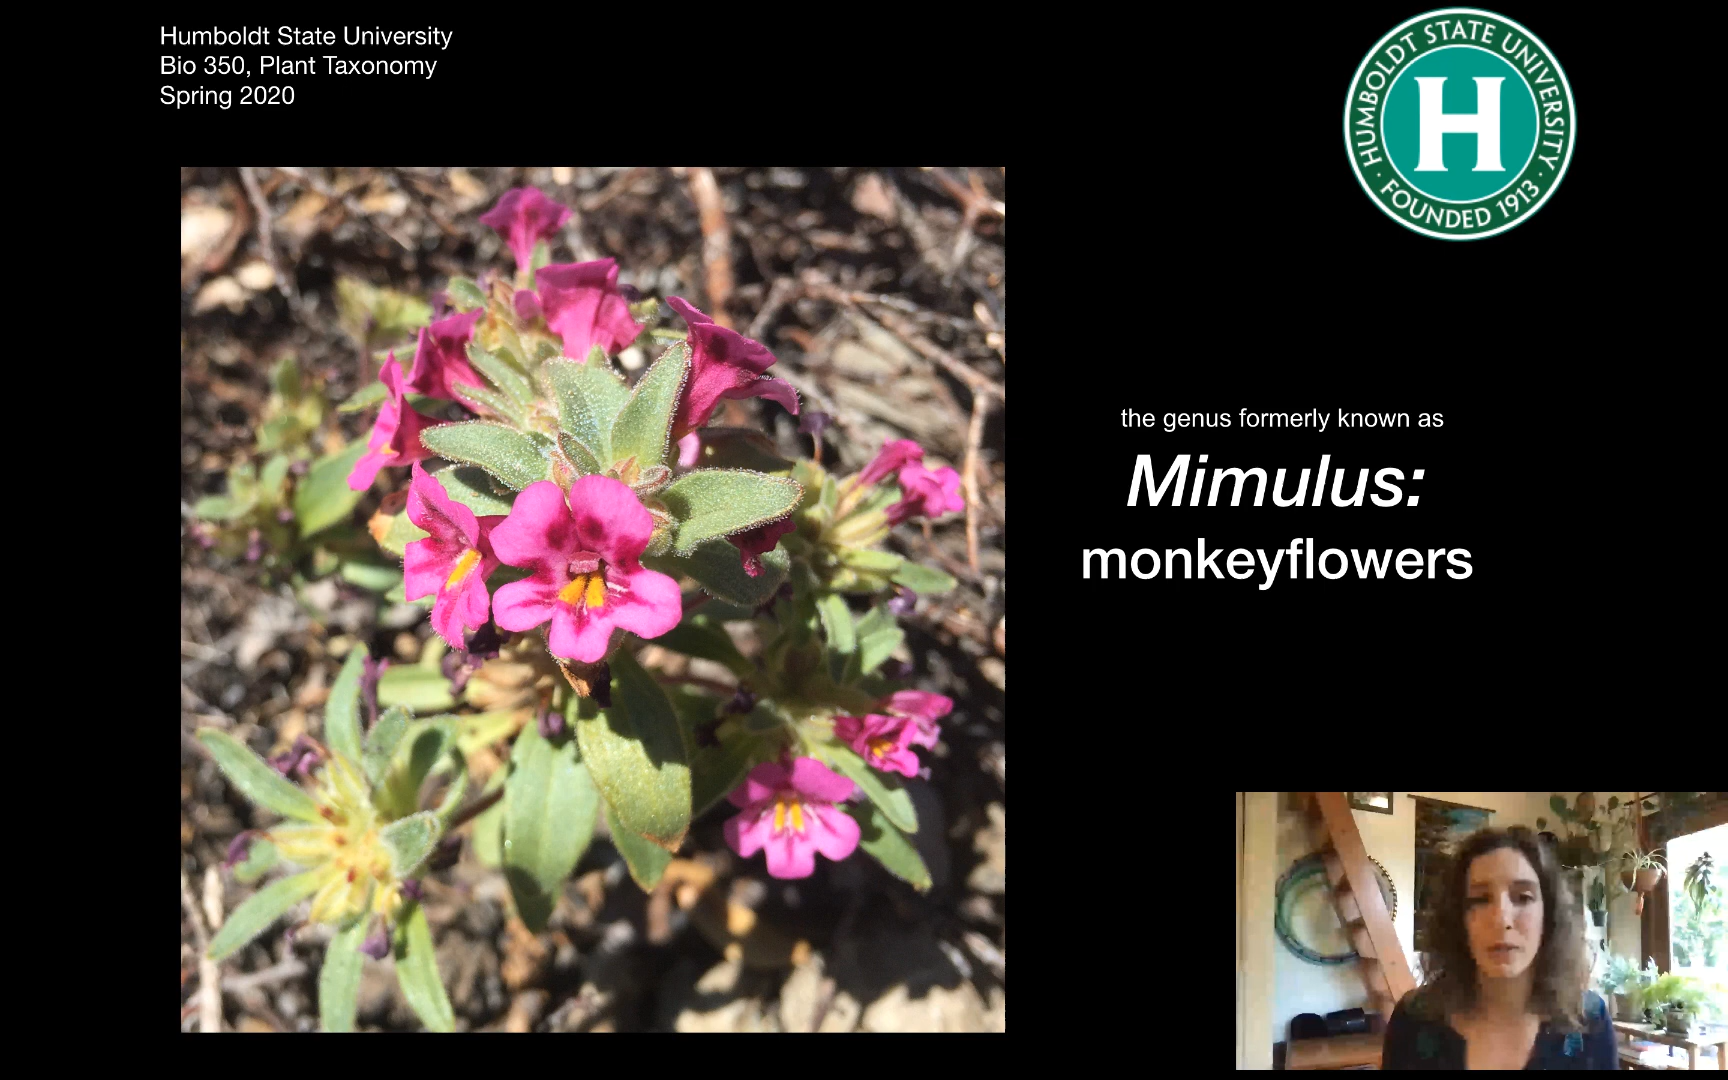 Humboldt State University
Bio 350, Plant Taxonomy
Spring 2020
HUMBOLDT STATE UNIVERSITY
H
· FOUNDED 1913 ·
the genus formerly known as
Mimulus:
monkeyflowers